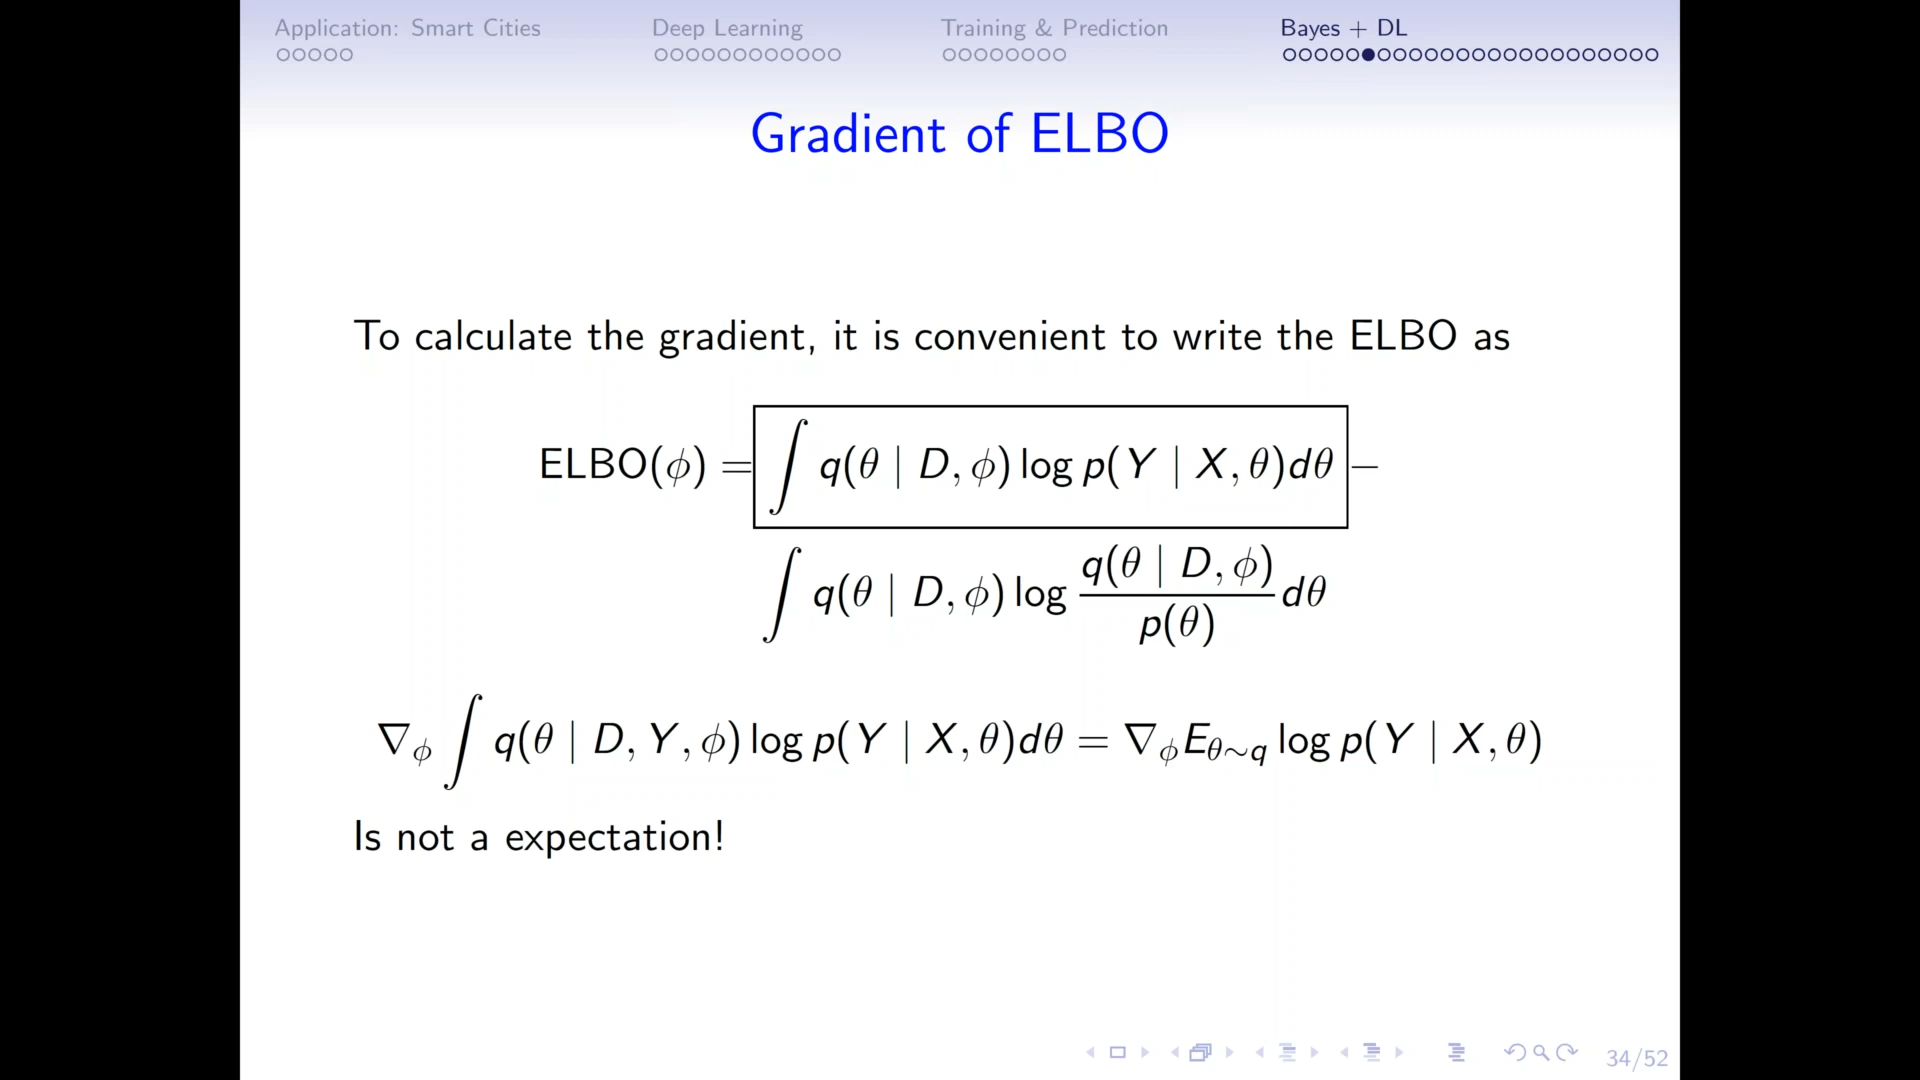 Application: Smart Cities Deep Learning Training & Prediction Bayes + DL
Gradient of ELBO
To calculate the gradient, it is convenient to write the ELBO as
ELBO(ϕ) = ∫ q(θ | D, ϕ) log p(Y | X, θ)dθ −
∫ q(θ | D, ϕ) log q(θ | D, ϕ) / p(θ) dθ
∇ϕ ∫ q(θ | D, Y, ϕ) log p(Y | X, θ)dθ = ∇ϕ Eθ∼q log p(Y | X, θ)
Is not a expectation!
34/52